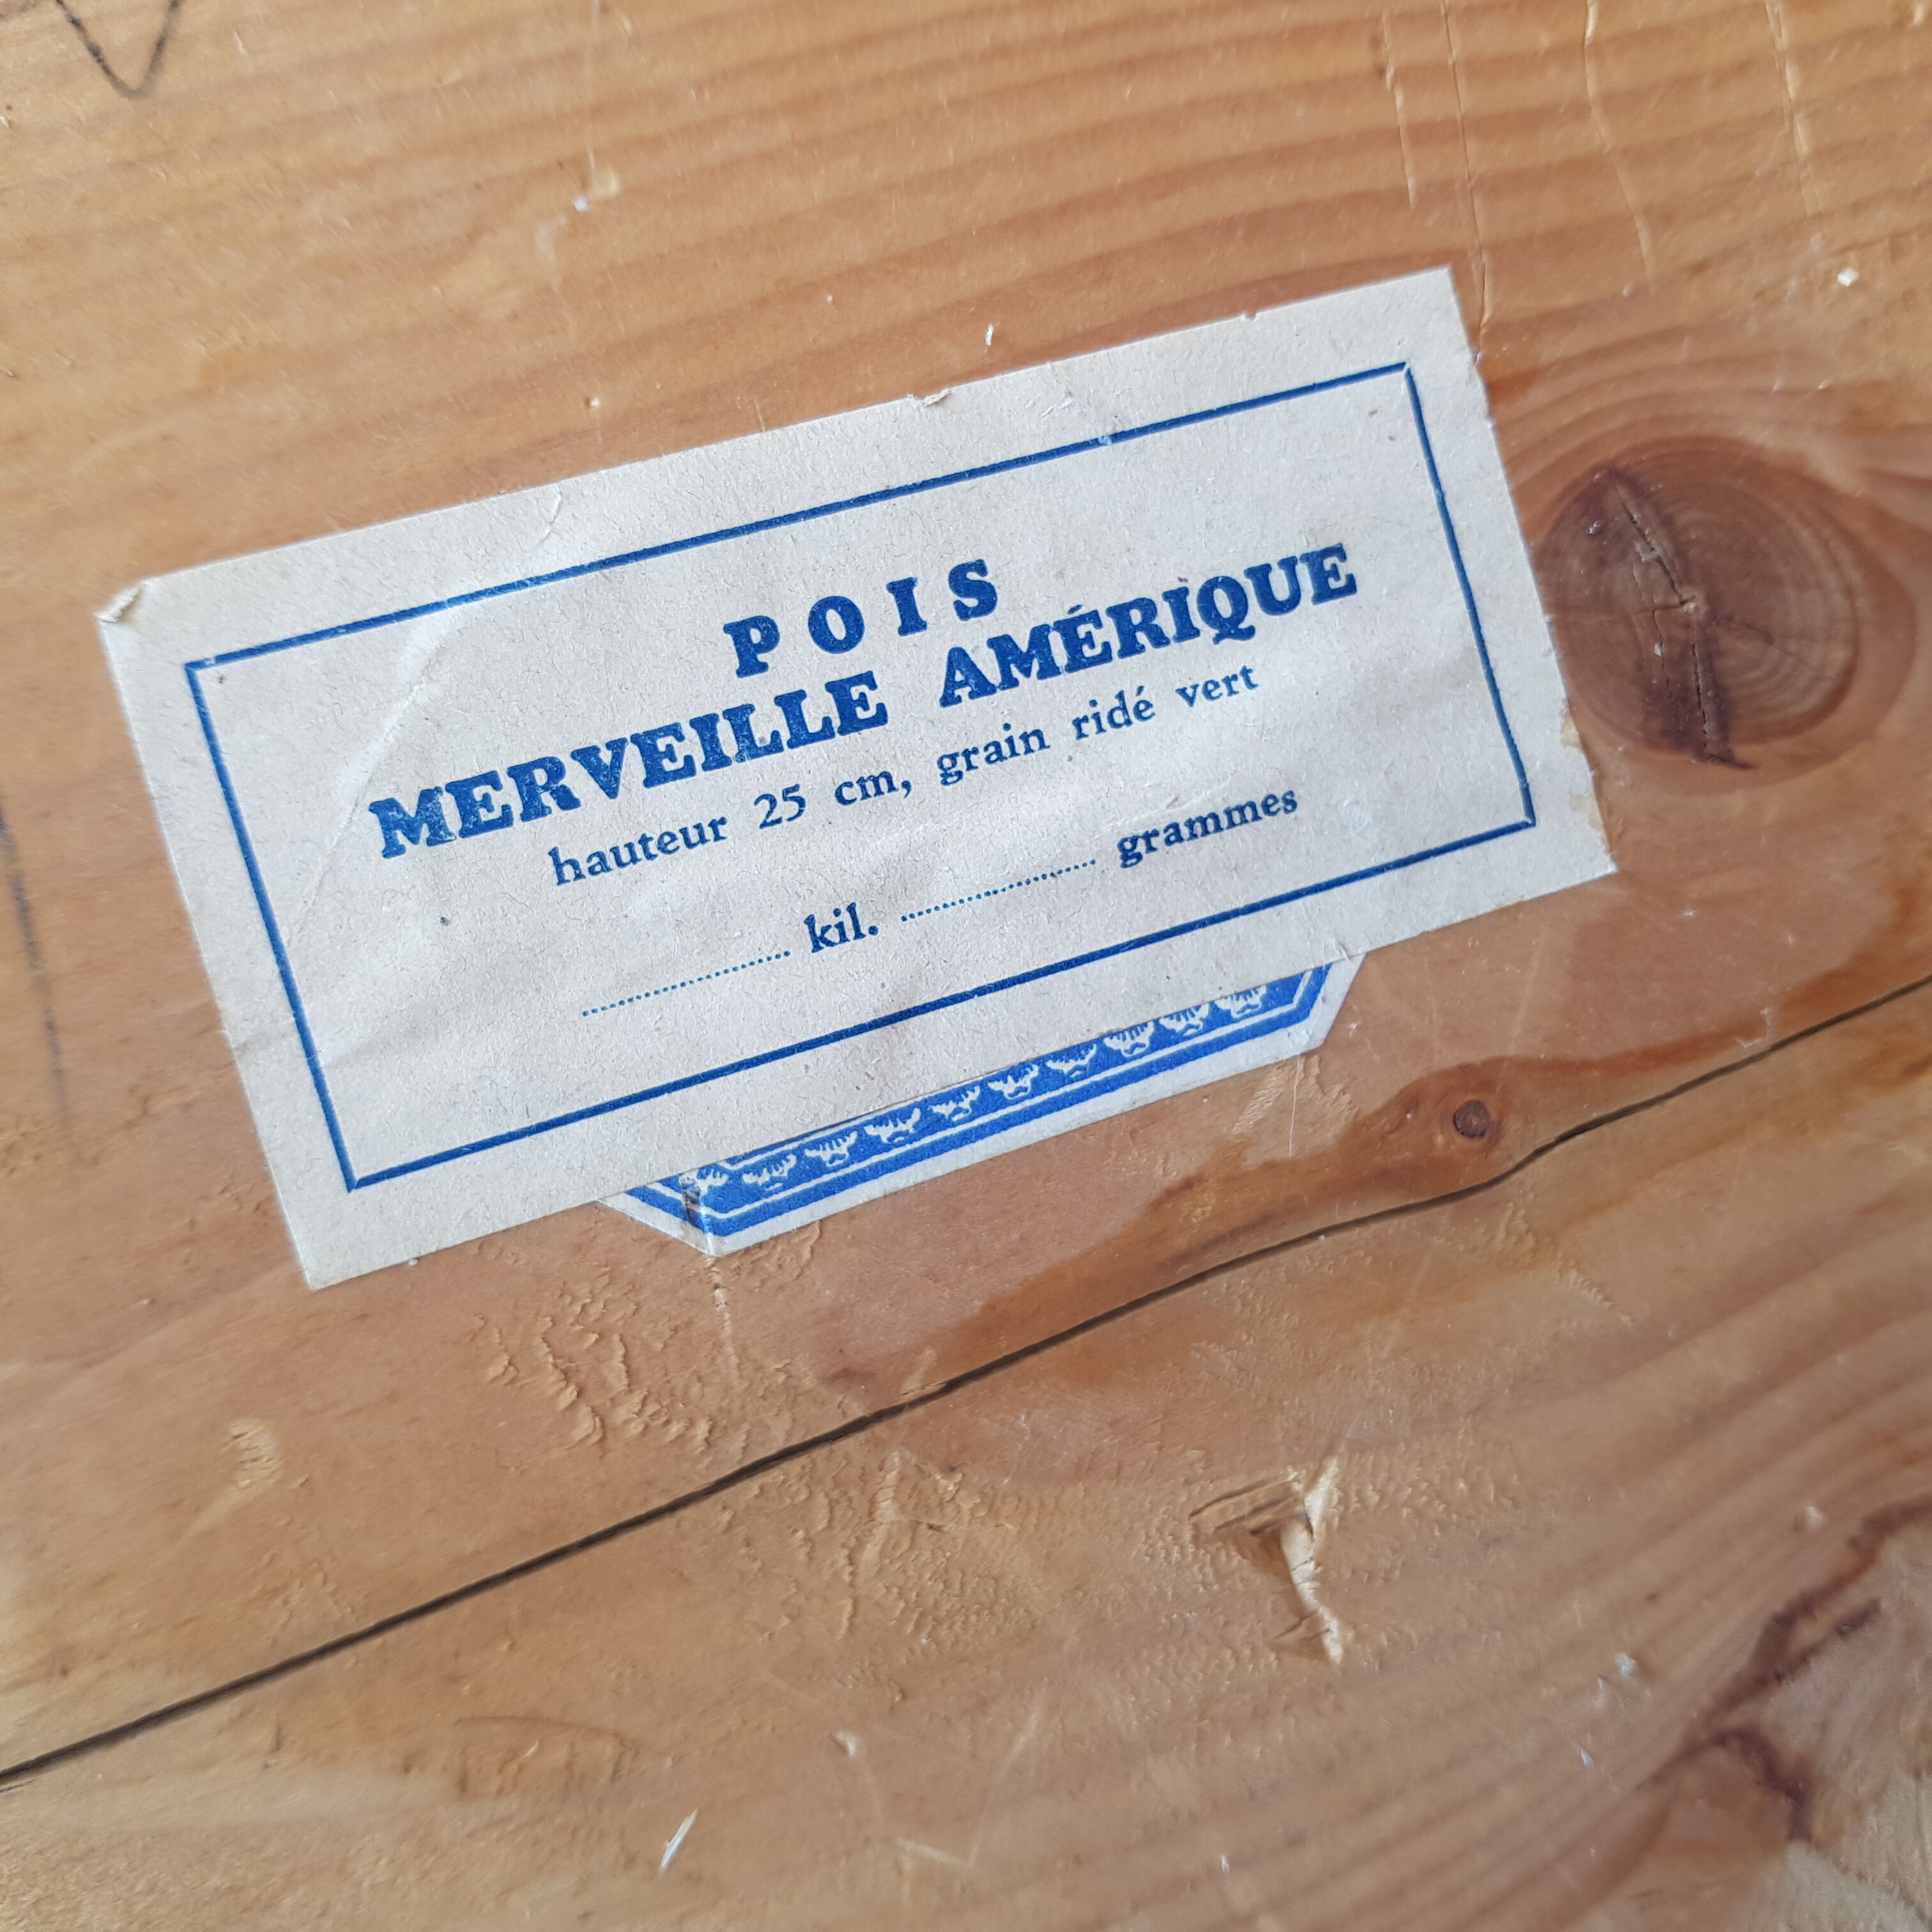 POIS
MERVEILLE AMÉRIQUE
hauteur 25 cm, grain ridé vert
.................... kil. .................... grammes